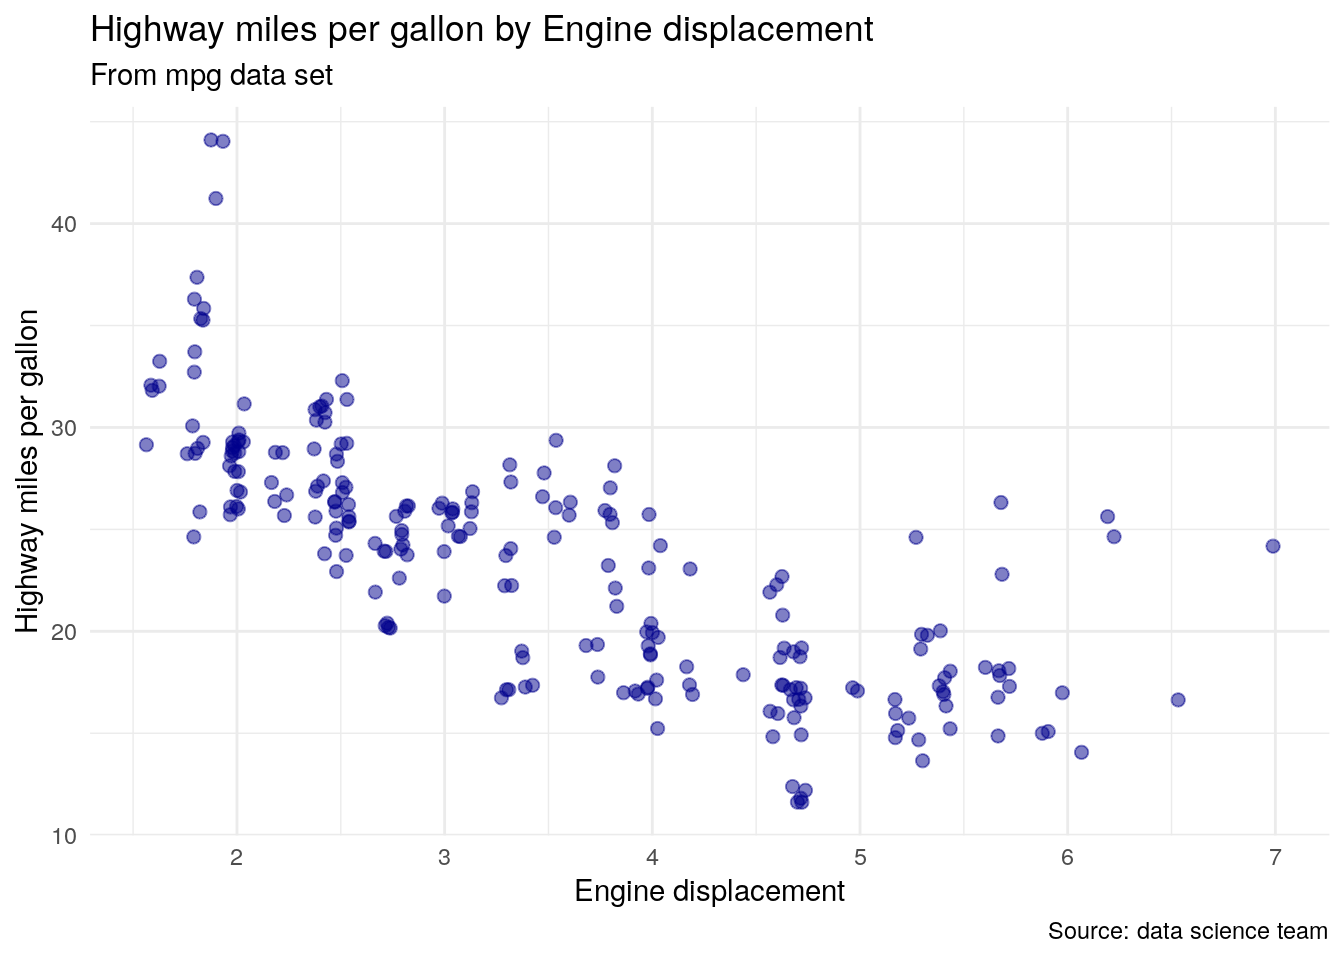 Highway miles per gallon by Engine displacement
From mpg data set
Highway miles per gallon
40
30
20
10
2 3 4 5 6 7
Engine displacement
Source: data science team